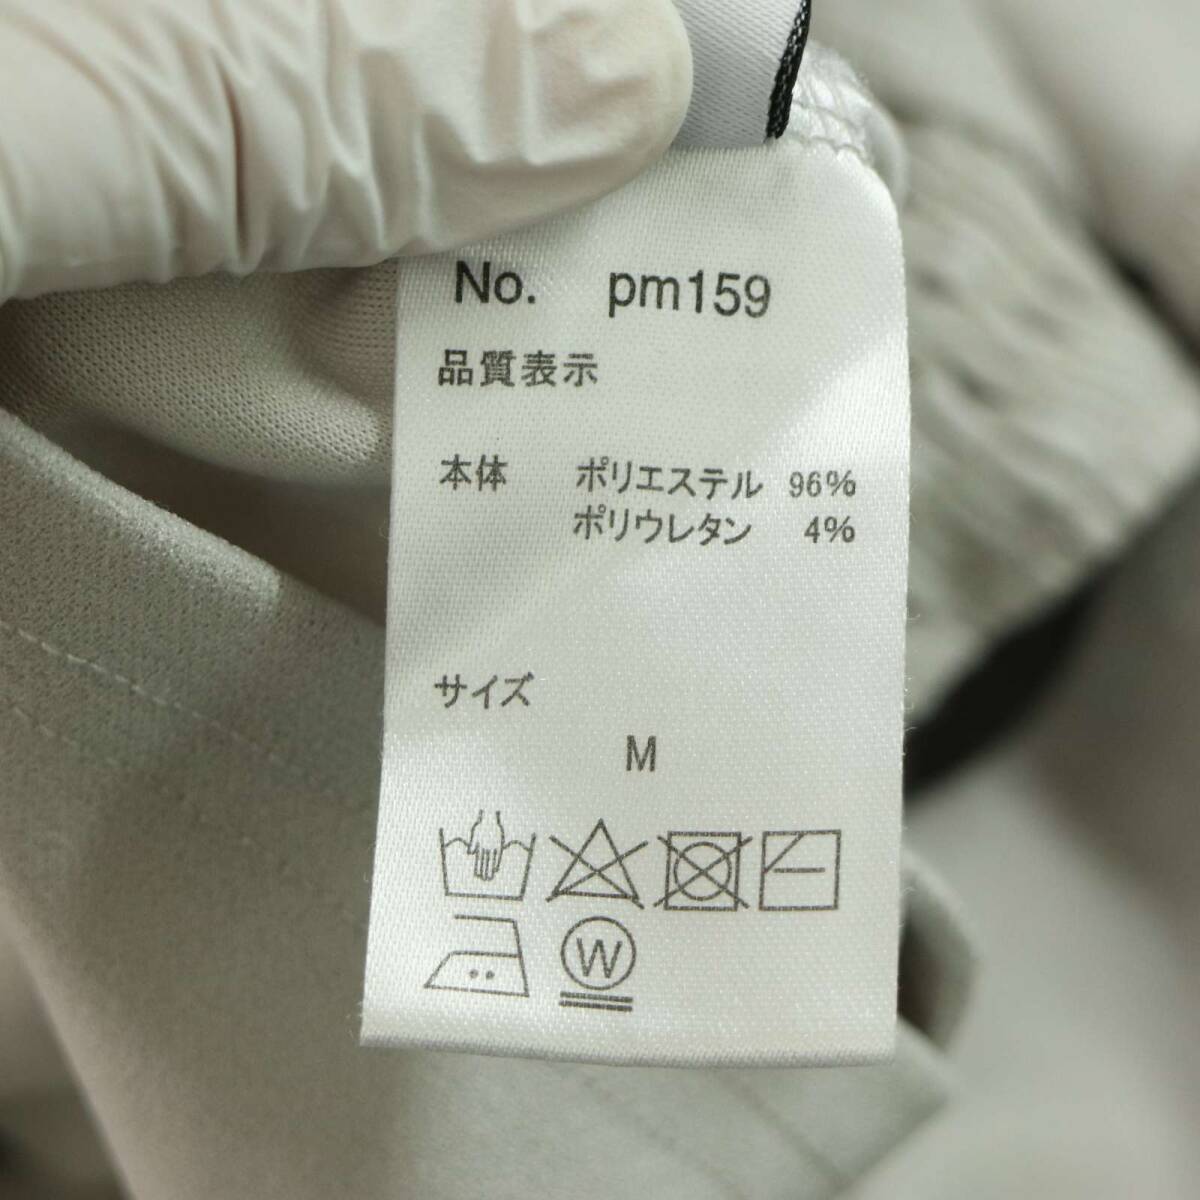 No. pm159
品質表示
本体 ポリエステル 96%
ポリウレタン 4%
サイズ
M
W